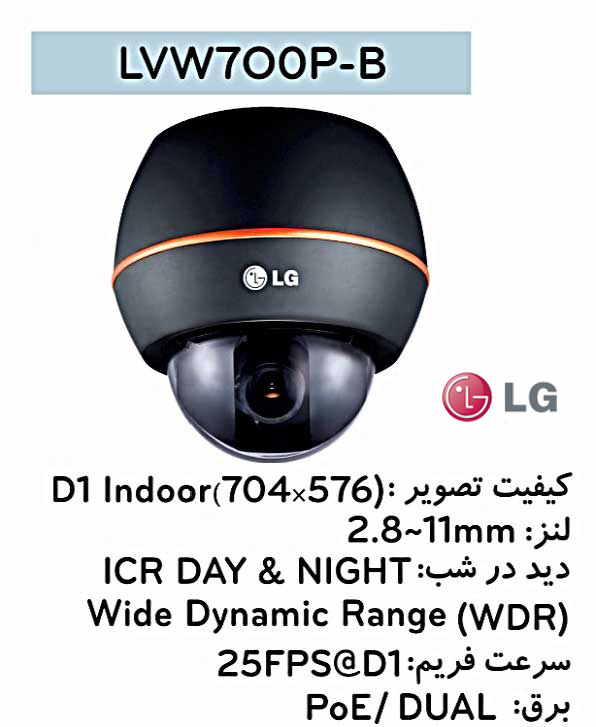 LVW700P-B
LG
LG
کیفیت تصویر: D1 Indoor(704×576)
لنز: 2.8~11mm
دید در شب: ICR DAY & NIGHT
Wide Dynamic Range (WDR)
سرعت فریم: 25FPS@D1
برق: PoE/ DUAL